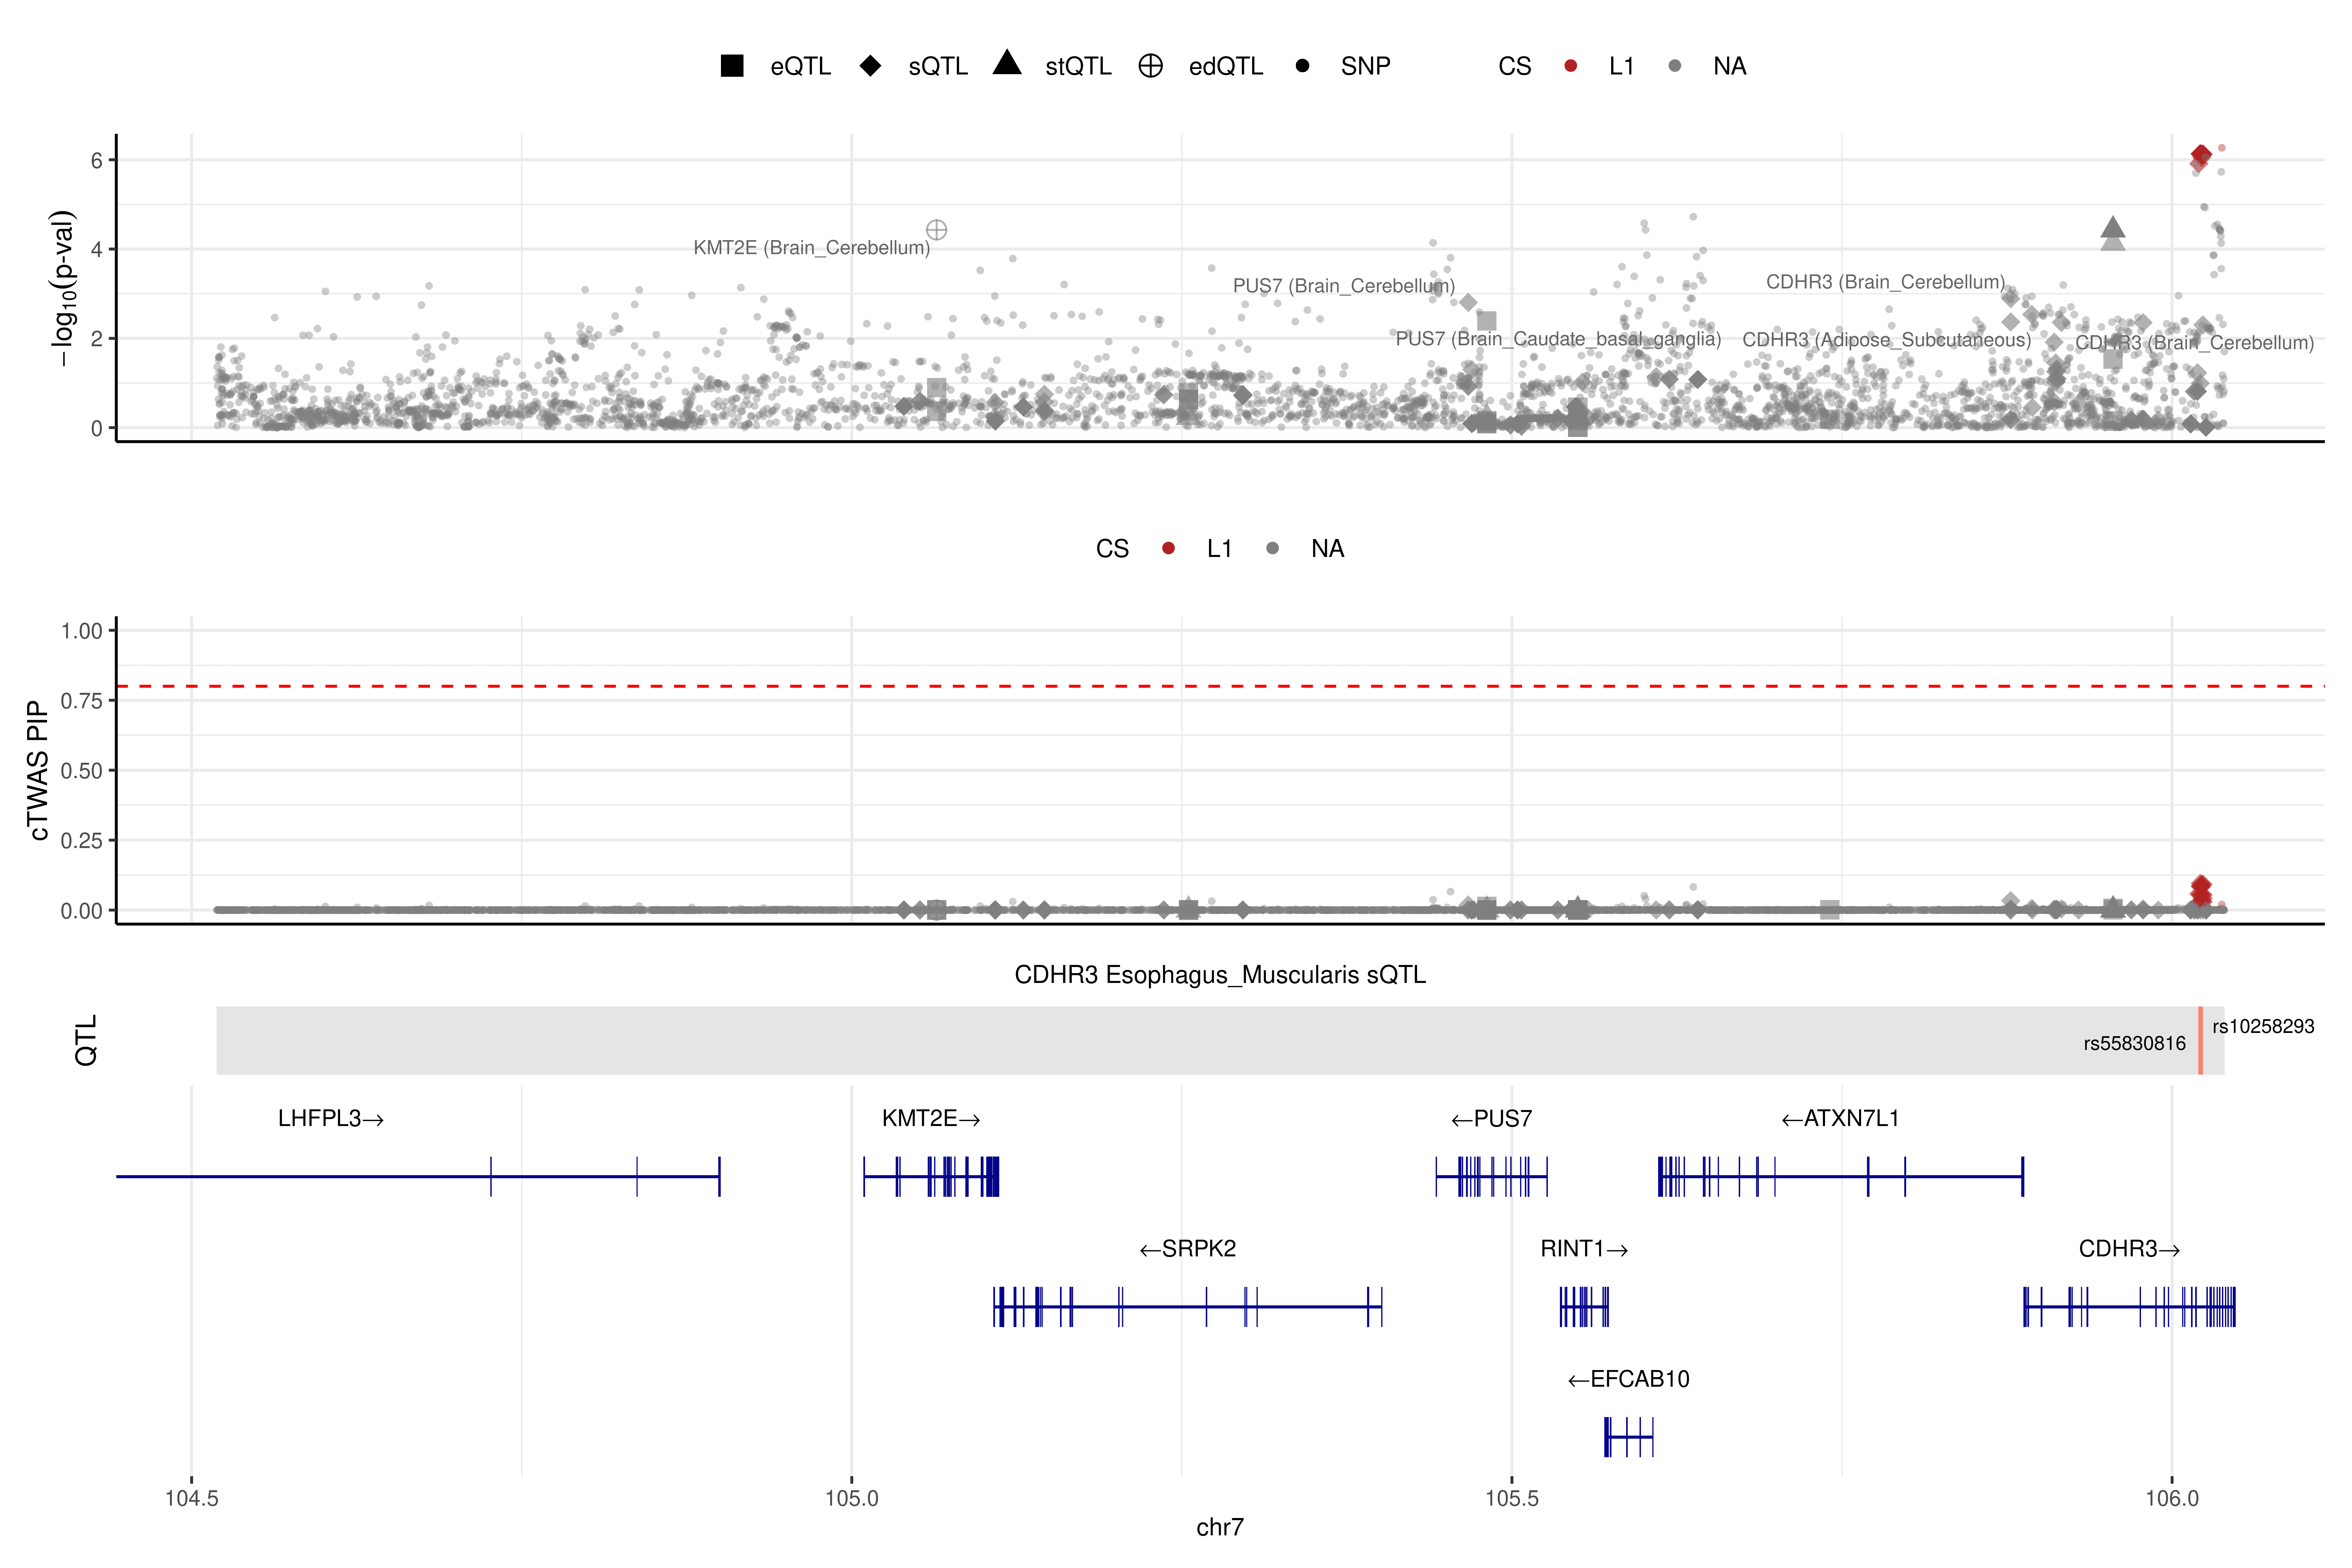 eQTL sQTL stQTL edQTL SNP CS L1 NA
−log10(p-val)
6
4
2
0
KMT2E (Brain_Cerebellum)
PUS7 (Brain_Cerebellum)
CDHR3 (Brain_Cerebellum)
PUS7 (Brain_Caudate_basal_ganglia)
CDHR3 (Adipose_Subcutaneous)
CDHR3 (Brain_Cerebellum)
CS L1 NA
cTWAS PIP
1.00
0.75
0.50
0.25
0.00
CDHR3 Esophagus_Muscularis sQTL
QTL
rs10258293
rs55830816
LHFPL3→ KMT2E→ ←PUS7 ←ATXN7L1
←SRPK2 RINT1→ CDHR3→
←EFCAB10
104.5 105.0 105.5 106.0
chr7